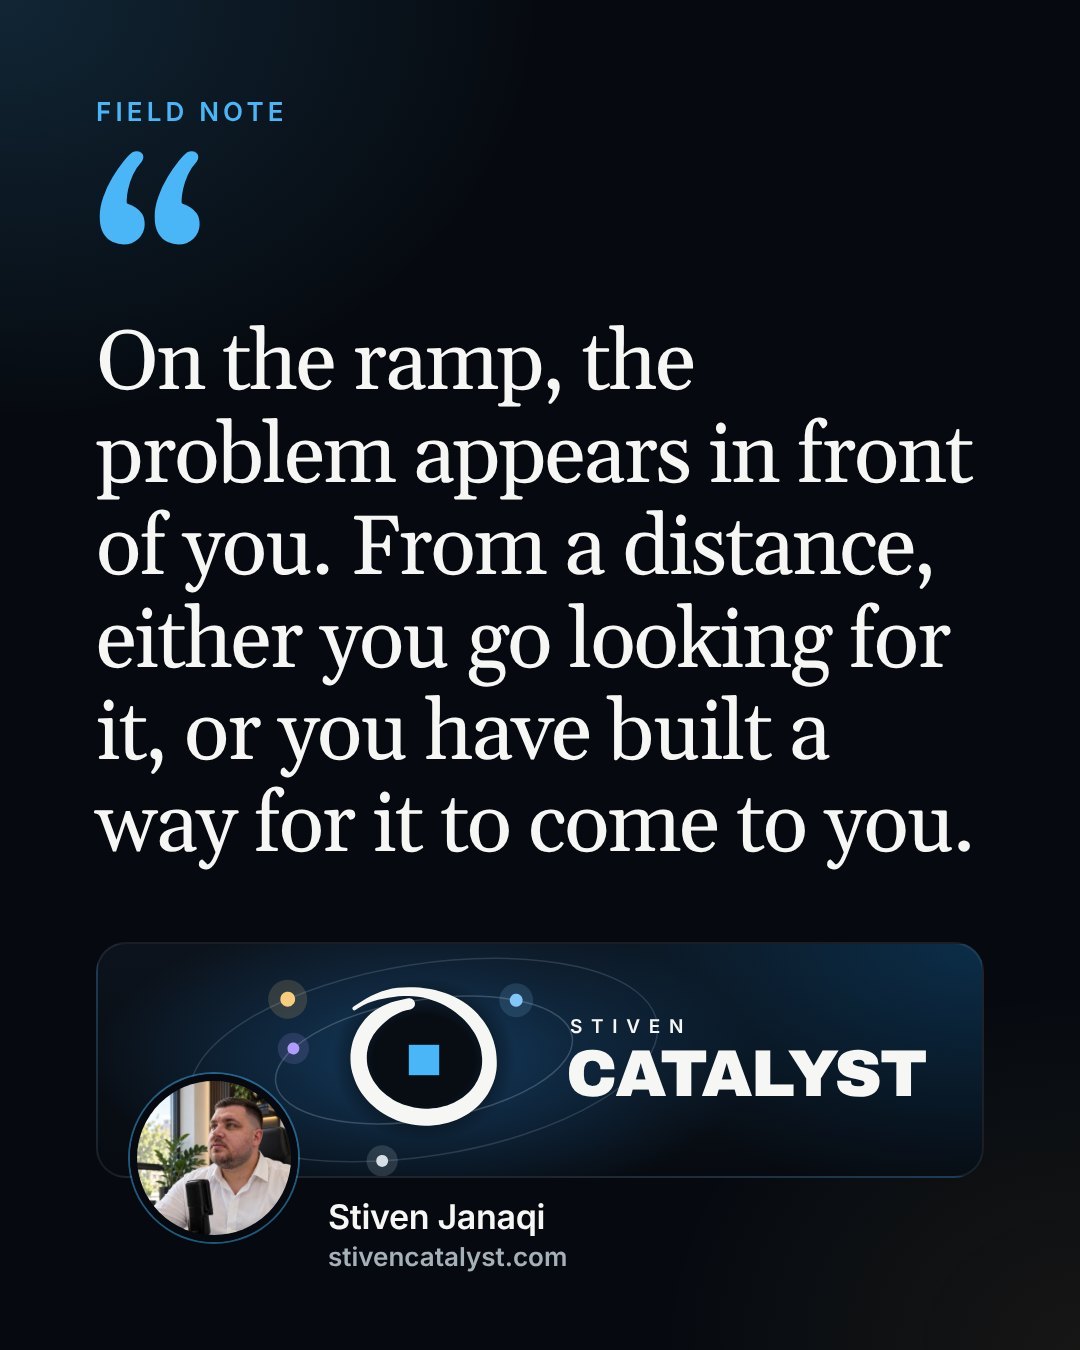 FIELD NOTE
“
On the ramp, the
problem appears in front
of you. From a distance,
either you go looking for
it, or you have built a
way for it to come to you.
STIVEN
CATALYST
Stiven Janaqi
stivencatalyst.com